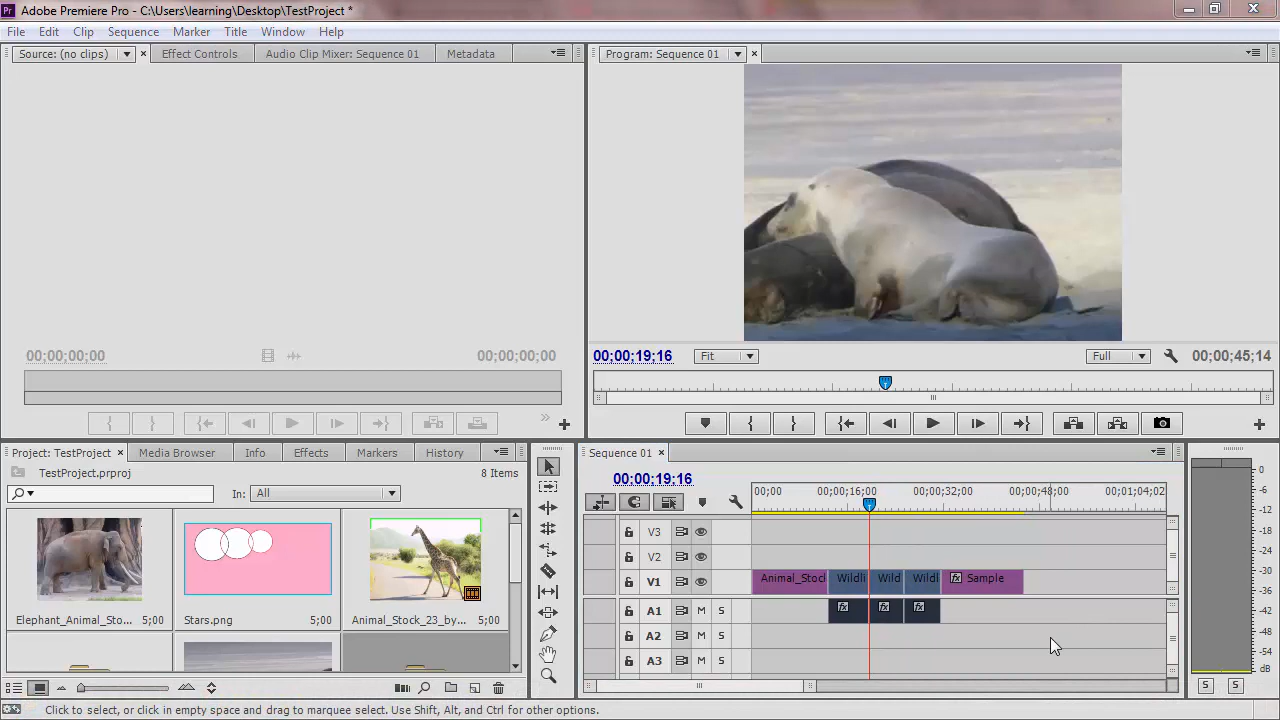 Adobe Premiere Pro - C:\Users\learning\Desktop\TestProject *
File Edit Clip Sequence Marker Title Window Help
Source: (no clips) Effect Controls Audio Clip Mixer: Sequence 01 Metadata
Program: Sequence 01
00;00;00;00 00;00;00;00
00;00;19;16 Fit Full 00;00;45;14
Project: TestProject Media Browser Info Effects Markers History
TestProject.prproj 8 Items
In: All
Elephant_Animal_Sto... 5;00 Stars.png 5;00 Animal_Stock_23_by... 5;00
Sequence 01
00;00;19;16
00;00 00;00;16;00 00;00;32;00 00;00;48;00 00;01;04;02
V3
V2
V1 Animal_Stocl Wildli Wild Wildl fx Sample
A1 M S fx fx fx
A2 M S
A3 M S
0
-6
-12
-18
-24
-30
-36
-42
-48
-54
dB
S S
Click to select, or click in empty space and drag to marquee select. Use Shift, Alt, and Ctrl for other options.